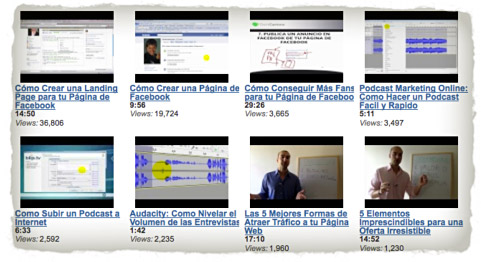 7. PUBLICA UN ANUNCIO EN
FACEBOOK DE TU PÁGINA DE
FACEBOOK
Cómo Crear una Landing
Page para tu Página de
Facebook
14:50
Views: 36,806
Cómo Crear una Página de
Facebook
9:56
Views: 19,724
Cómo Conseguir Más Fans
para tu Página de Facebook
29:26
Views: 3,665
Podcast Marketing Online:
Como Hacer un Podcast
Facil y Rapido
5:11
Views: 3,497
Como Subir un Podcast a
Internet
6:33
Views: 2,592
Audacity: Como Nivelar el
Volumen de las Entrevistas
1:42
Views: 2,235
Las 5 Mejores Formas de
Atraer Tráfico a tu Página
Web
17:10
Views: 1,960
5 Elementos
Imprescindibles para una
Oferta Irresistible
14:52
Views: 1,230